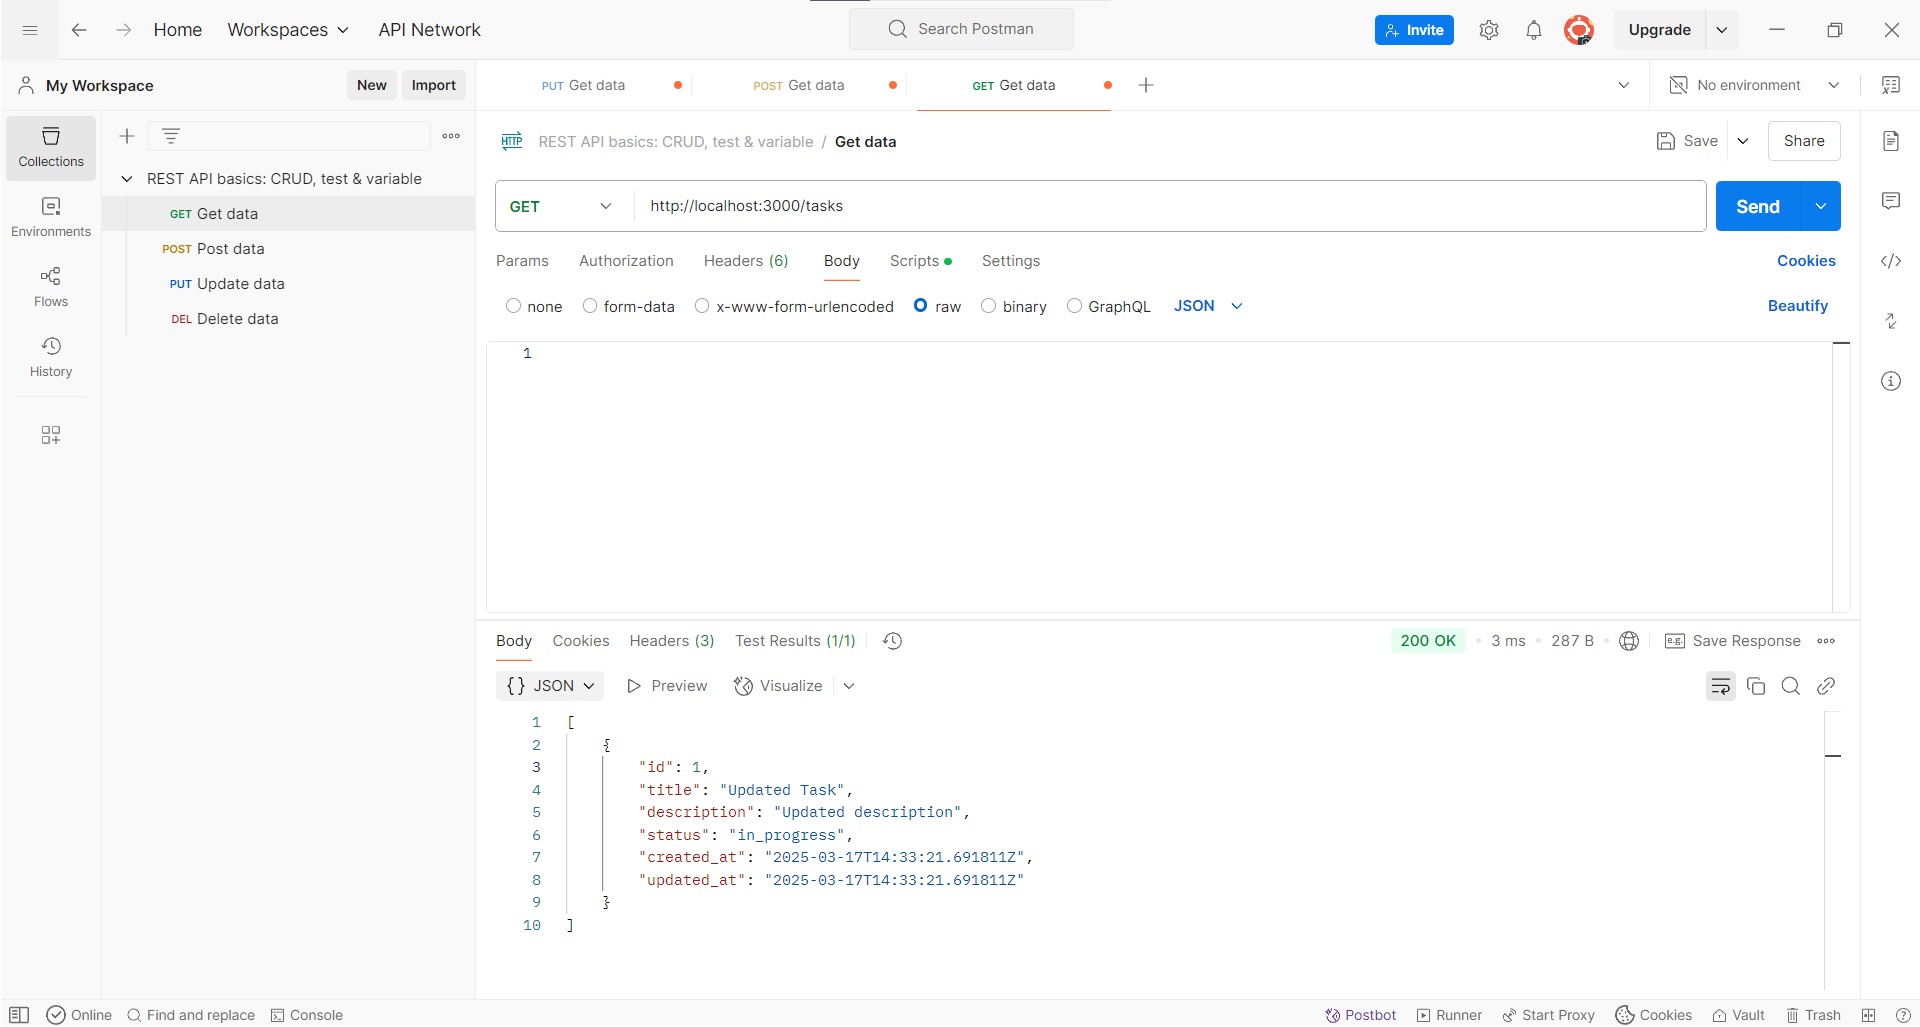 Home Workspaces API Network Search Postman Invite Upgrade
My Workspace New Import PUT Get data POST Get data GET Get data No environment
Collections
Environments
Flows
History
REST API basics: CRUD, test & variable
GET Get data
POST Post data
PUT Update data
DEL Delete data
HTTP REST API basics: CRUD, test & variable / Get data Save Share
GET http://localhost:3000/tasks Send
Params Authorization Headers (6) Body Scripts Settings Cookies
none form-data x-www-form-urlencoded raw binary GraphQL JSON Beautify
1
Body Cookies Headers (3) Test Results (1/1) 200 OK 3 ms 287 B e.g. Save Response
{} JSON Preview Visualize
1 [
2 {
3 "id": 1,
4 "title": "Updated Task",
5 "description": "Updated description",
6 "status": "in_progress",
7 "created_at": "2025-03-17T14:33:21.691811Z",
8 "updated_at": "2025-03-17T14:33:21.691811Z"
9 }
10 ]
Online Find and replace Console Postbot Runner Start Proxy Cookies Vault Trash